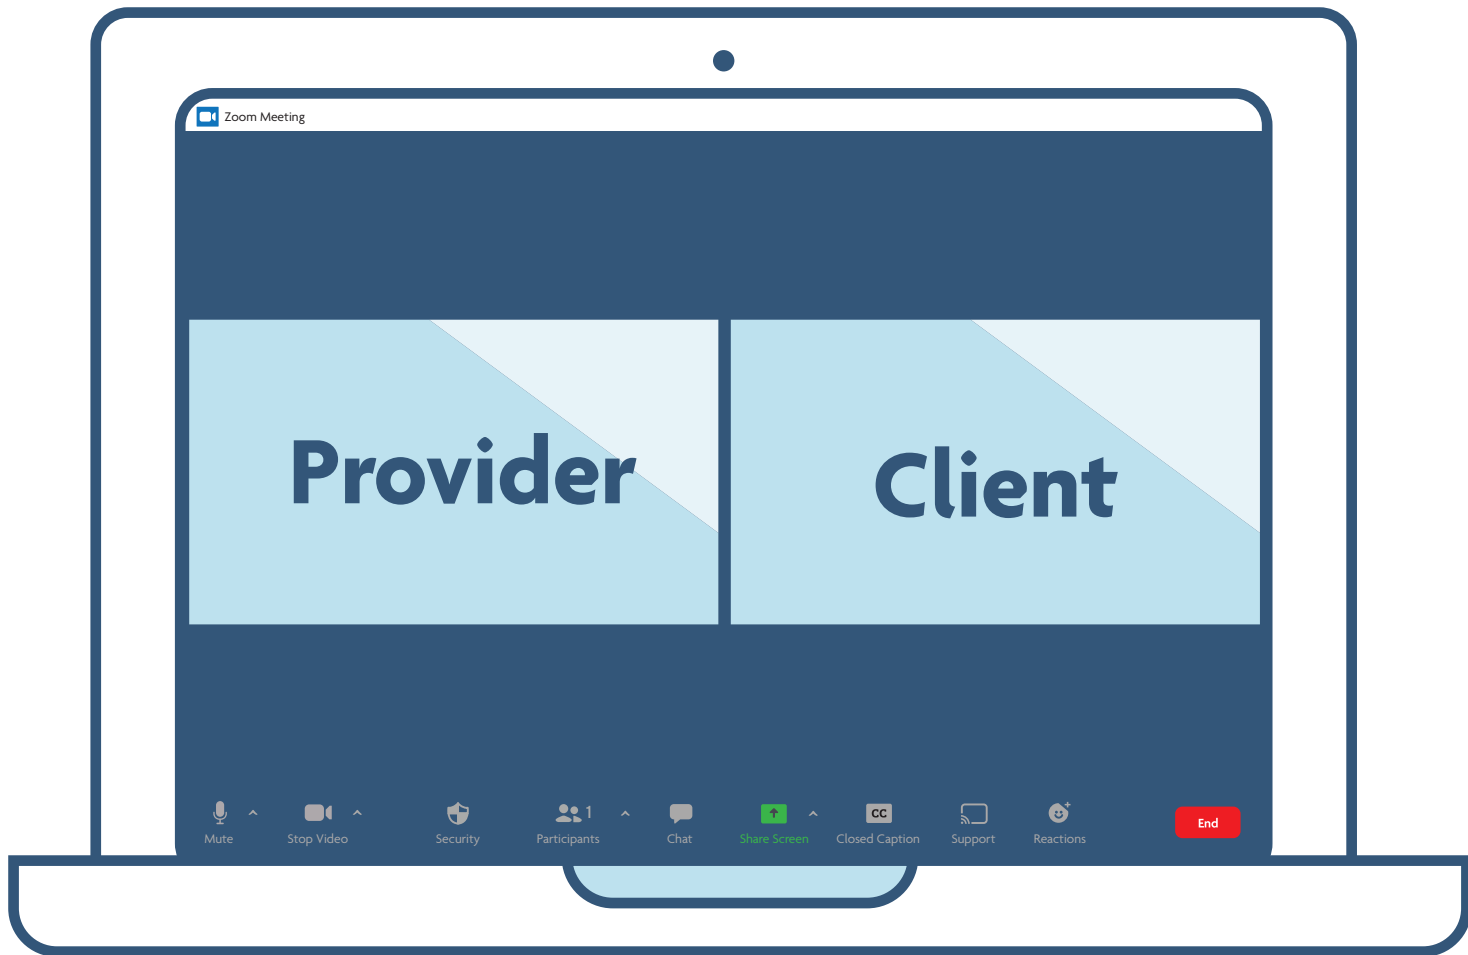 Zoom Meeting
Provider
Client
1
CC
Mute
Stop Video
Security
Participants
Chat
Share Screen
Closed Caption
Support
Reactions
End